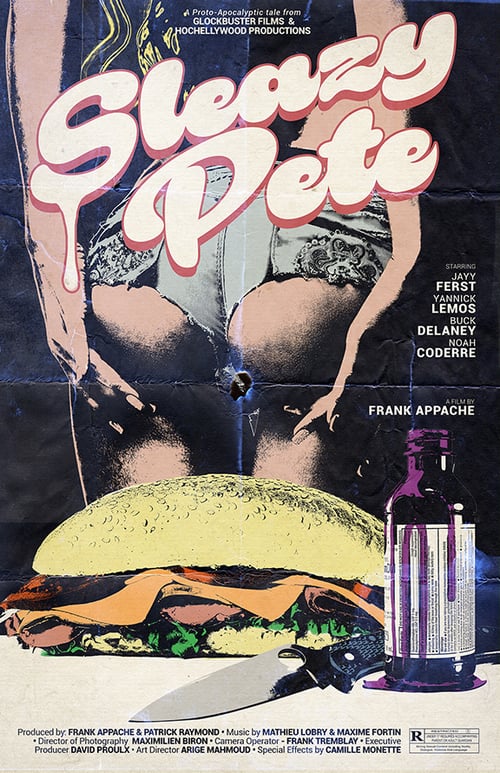 A Proto-Apocalyptic tale from
GLOCKBUSTER FILMS &
HOCHELLYWOOD PRODUCTIONS
Sleazy
Pete
STARRING
JAYY
FERST
YANNICK
LEMOS
BUCK
DELANEY
NOAH
CODERRE
A FILM BY
FRANK APPACHE
Produced by: FRANK APPACHE & PATRICK RAYMOND • Music by MATHIEU LOBRY & MAXIME FORTIN
• Director of Photography MAXIMILIEN BIRON • Camera Operator - FRANK TREMBLAY • Executive
Producer DAVID PROULX • Art Director ARIGE MAHMOUD • Special Effects by CAMILLE MONETTE
R
RESTRICTED